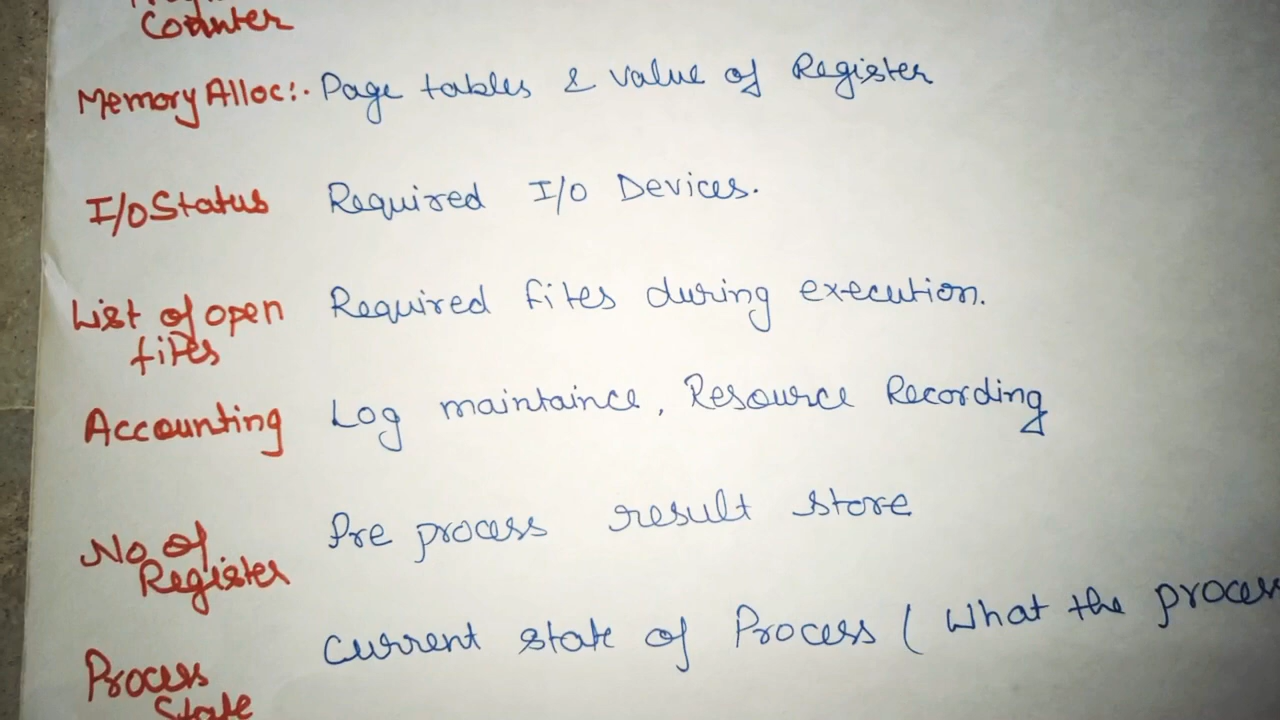 Counter
Memory Alloc:. Page tables & value of Register
I/O Status Required I/O Devices.
List of open Required files during execution.
files
Accounting Log maintaince, Resource Recording
No of Pre process result store
Register
Process Current state of Process ( What the process
State